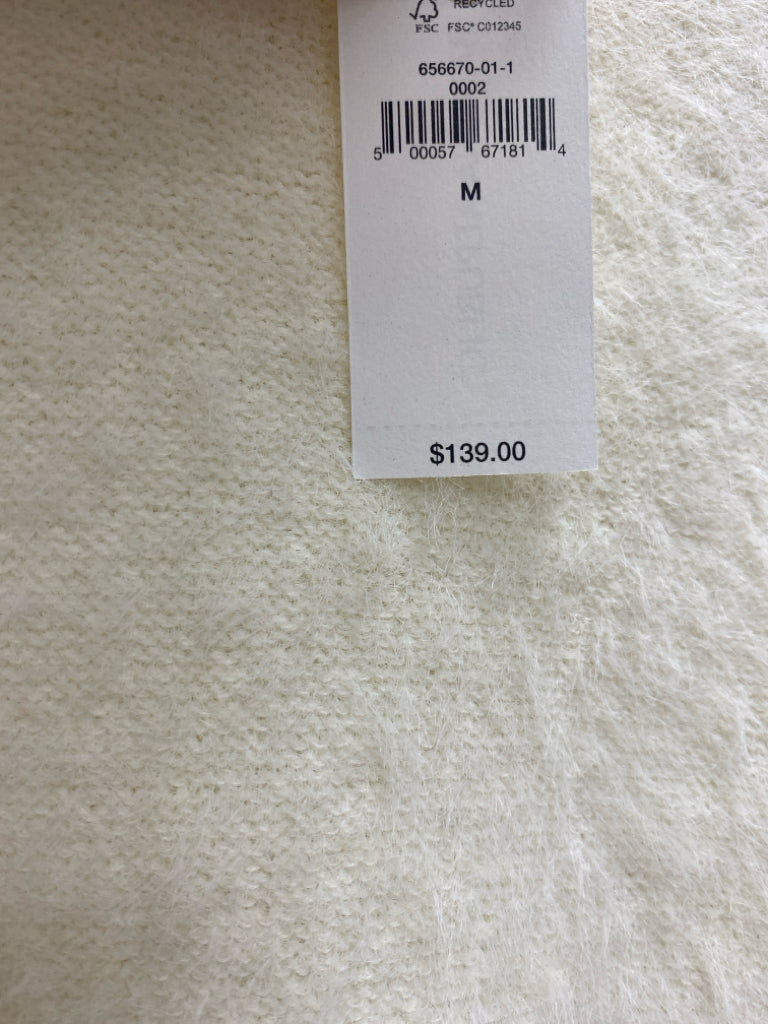 RECYCLED
FSC FSC® C012345
656670-01-1
0002
5 00057 67181 4
M
$139.00